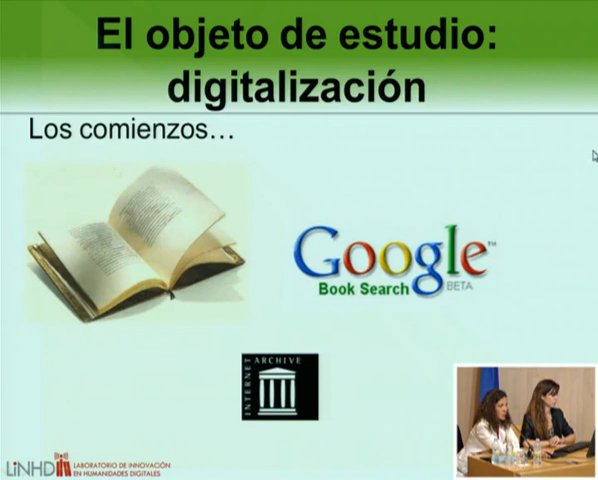 El objeto de estudio:
digitalización
Los comienzos…
Google™
Book Search
BETA
INTERNET
ARCHIVE
LINHD
LABORATORIO DE INNOVACIÓN
EN HUMANIDADES DIGITALES